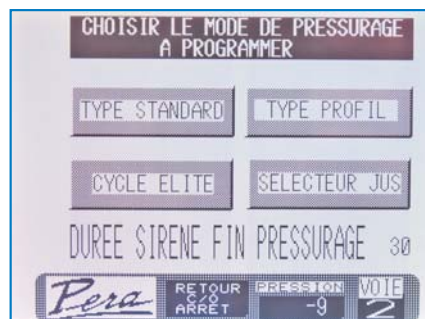 CHOISIR LE MODE DE PRESSURAGE
A PROGRAMMER
TYPE STANDARD
TYPE PROFIL
CYCLE ELITE
SELECTEUR JUS
DUREE SIRENE FIN PRESSURAGE 30
Pera
RETOUR
C/O
ARRET
PRESSION
-9
VOIE
2